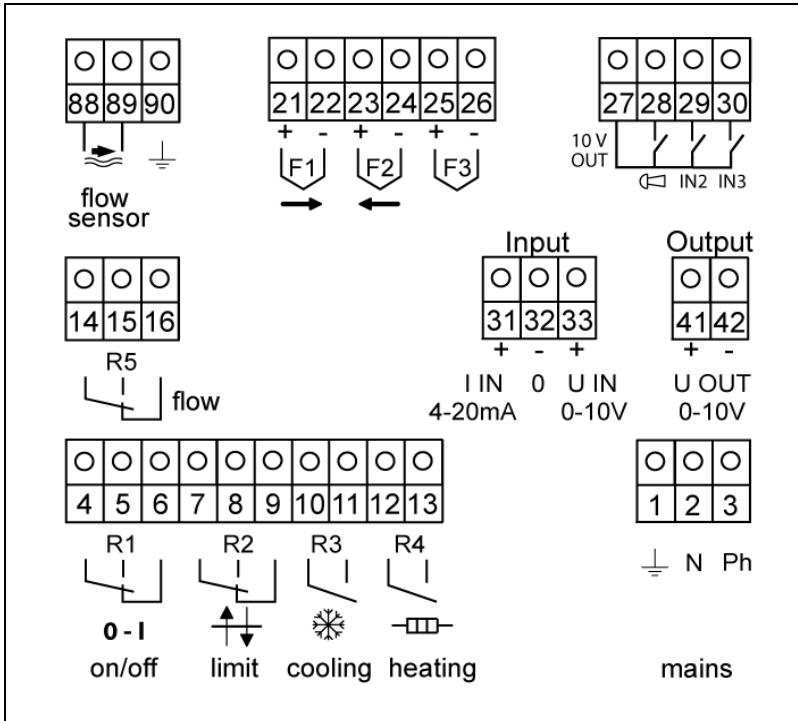 88 89 90
flow
sensor
21 22 23 24 25 26
+ - + - + -
F1 F2 F3
27 28 29 30
10 V
OUT
IN2 IN3
14 15 16
R5
flow
Input
31 32 33
+ - +
I IN 0 U IN
4-20mA 0-10V
Output
41 42
+ -
U OUT
0-10V
4 5 6 7 8 9 10 11 12 13
R1 R2 R3 R4
0 - I
on/off limit cooling heating
1 2 3
N Ph
mains